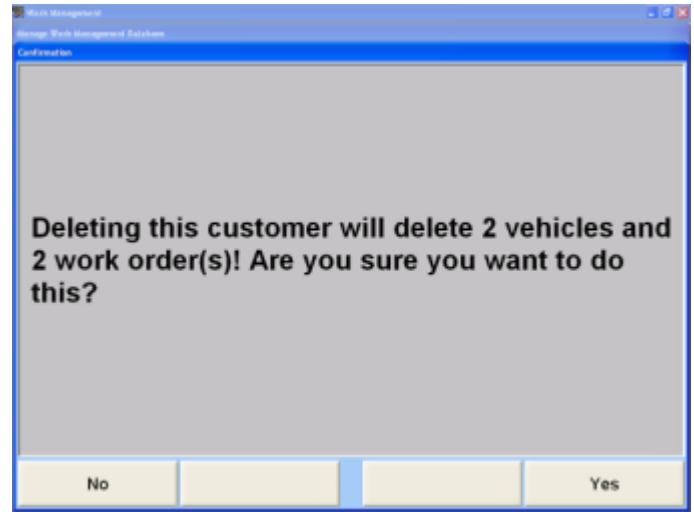 Work Management
Manage Work Management Database
Confirmation
Deleting this customer will delete 2 vehicles and
2 work order(s)! Are you sure you want to do
this?
No
Yes